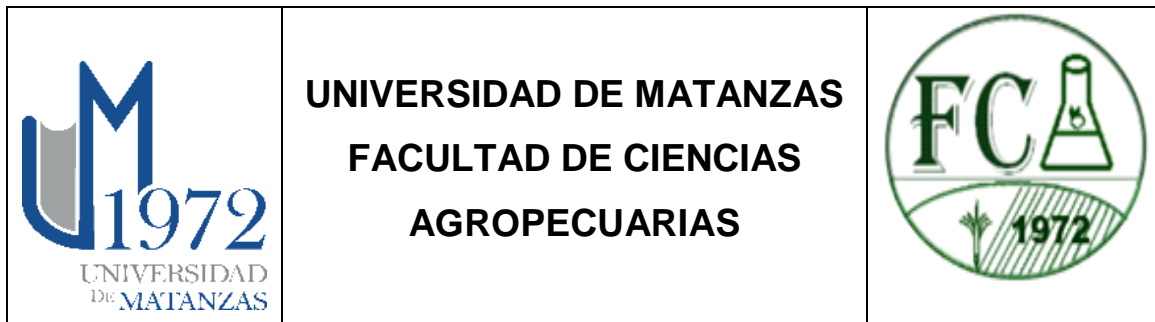 UM
1972
UNIVERSIDAD
DE MATANZAS
UNIVERSIDAD DE MATANZAS
FACULTAD DE CIENCIAS
AGROPECUARIAS
FCA
1972